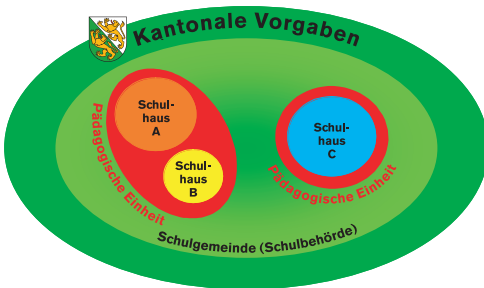 Kantonale Vorgaben
Pädagogische Einheit
Schul-
haus
A
Schul-
haus
B
Schul-
haus
C
Pädagogische Einheit
Schulgemeinde (Schulbehörde)